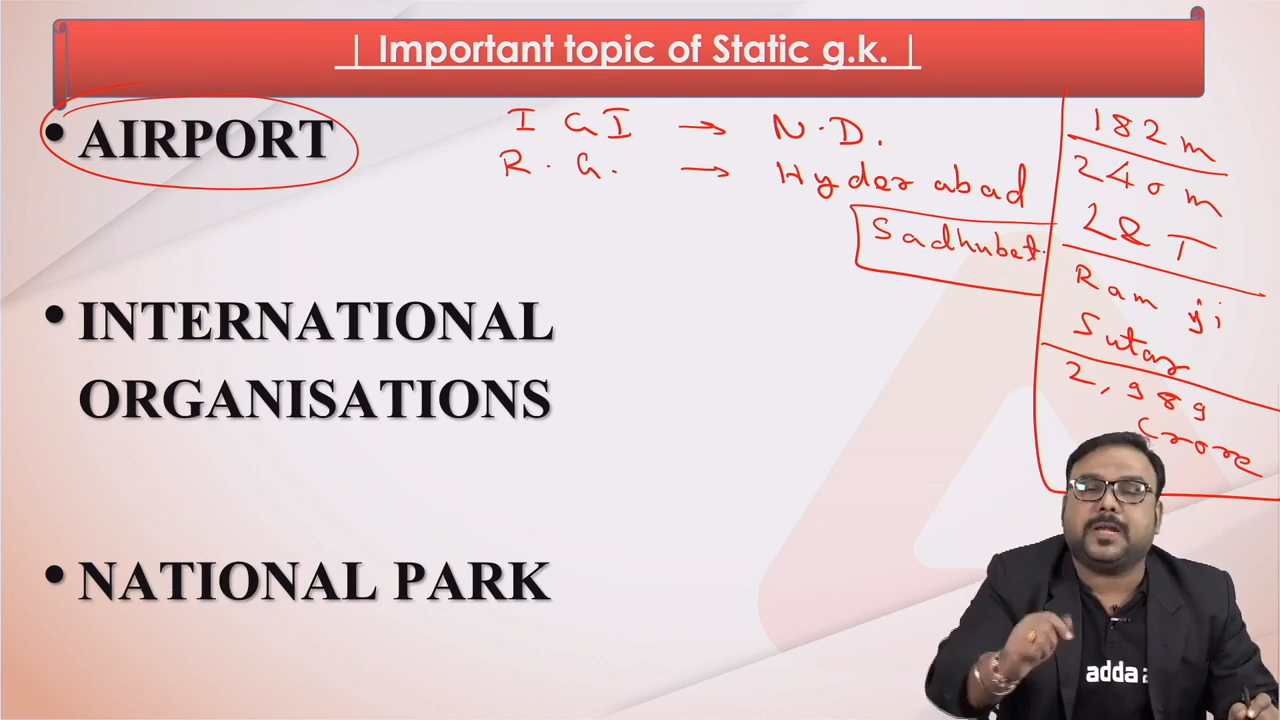 | Important topic of Static g.k. |
• AIRPORT
I G I → N.D.
R.G. → Hyderabad
Sadhubet
182 m
240 m
28 T
Ram ji
Sutar
2,989
crore
• INTERNATIONAL
ORGANISATIONS
• NATIONAL PARK
adda